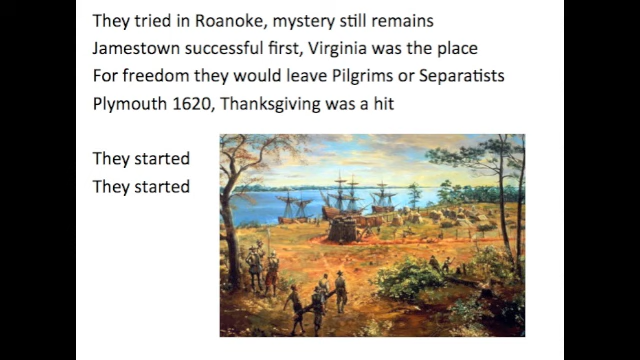 They tried in Roanoke, mystery still remains
Jamestown successful first, Virginia was the place
For freedom they would leave Pilgrims or Separatists
Plymouth 1620, Thanksgiving was a hit
They started
They started